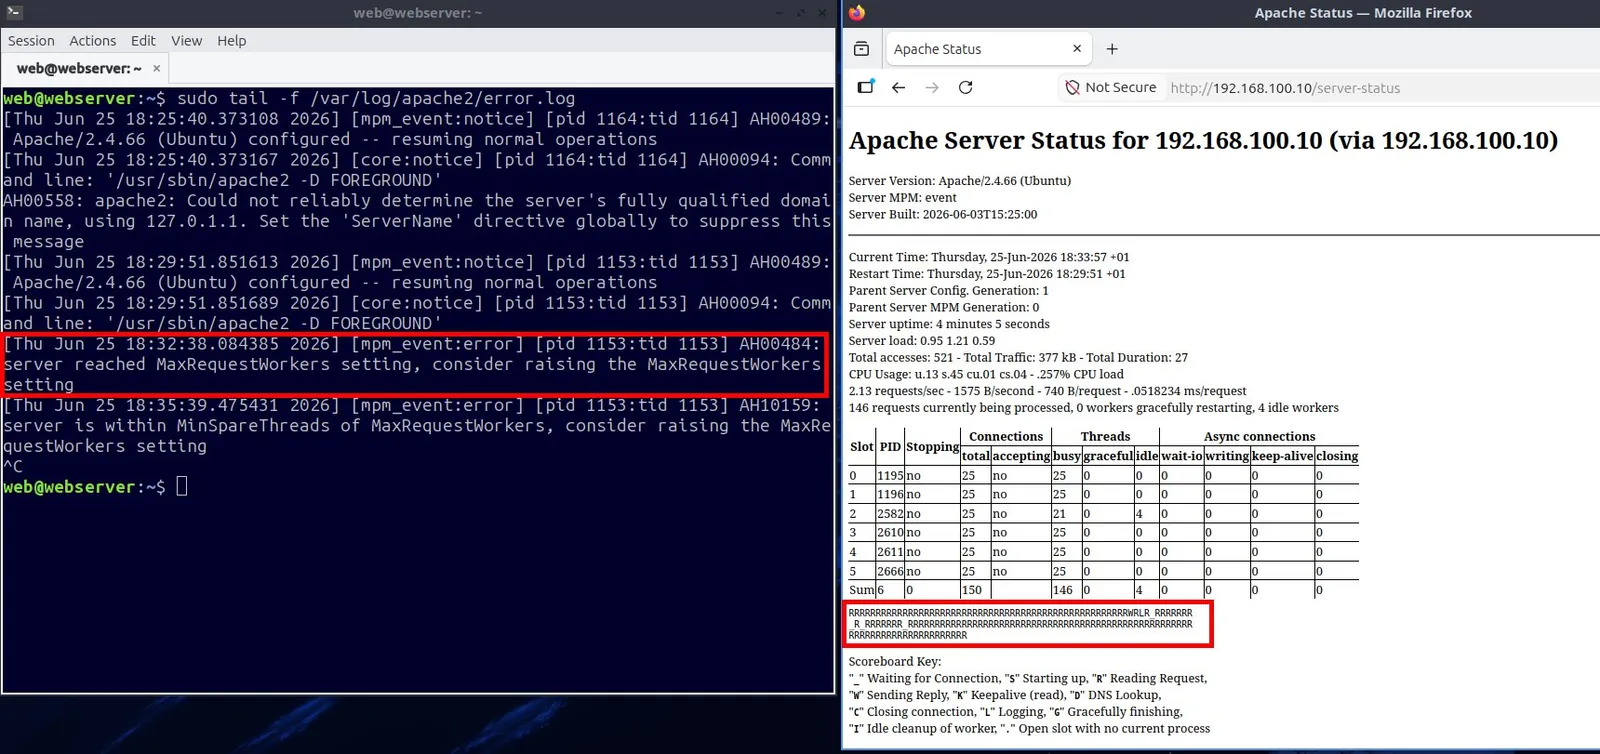 web@webserver: ~
Session Actions Edit View Help
web@webserver: ~ ×
web@webserver:~$ sudo tail -f /var/log/apache2/error.log
[Thu Jun 25 18:25:40.373108 2026] [mpm_event:notice] [pid 1164:tid 1164] AH00489:
Apache/2.4.66 (Ubuntu) configured -- resuming normal operations
[Thu Jun 25 18:25:40.373167 2026] [core:notice] [pid 1164:tid 1164] AH00094: Comm
and line: '/usr/sbin/apache2 -D FOREGROUND'
AH00558: apache2: Could not reliably determine the server's fully qualified domai
n name, using 127.0.1.1. Set the 'ServerName' directive globally to suppress this
message
[Thu Jun 25 18:29:51.851613 2026] [mpm_event:notice] [pid 1153:tid 1153] AH00489:
Apache/2.4.66 (Ubuntu) configured -- resuming normal operations
[Thu Jun 25 18:29:51.851689 2026] [core:notice] [pid 1153:tid 1153] AH00094: Comm
and line: '/usr/sbin/apache2 -D FOREGROUND'
[Thu Jun 25 18:32:38.084385 2026] [mpm_event:error] [pid 1153:tid 1153] AH00484:
server reached MaxRequestWorkers setting, consider raising the MaxRequestWorkers
setting
[Thu Jun 25 18:35:39.475431 2026] [mpm_event:error] [pid 1153:tid 1153] AH10159:
server is within MinSpareThreads of MaxRequestWorkers, consider raising the MaxRe
questWorkers setting
^C
web@webserver:~$
Apache Status — Mozilla Firefox
Apache Status
Not Secure http://192.168.100.10/server-status
Apache Server Status for 192.168.100.10 (via 192.168.100.10)
Server Version: Apache/2.4.66 (Ubuntu)
Server MPM: event
Server Built: 2026-06-03T15:25:00
Current Time: Thursday, 25-Jun-2026 18:33:57 +01
Restart Time: Thursday, 25-Jun-2026 18:29:51 +01
Parent Server Config. Generation: 1
Parent Server MPM Generation: 0
Server uptime: 4 minutes 5 seconds
Server load: 0.95 1.21 0.59
Total accesses: 521 - Total Traffic: 377 kB - Total Duration: 27
CPU Usage: u.13 s.45 cu.01 cs.04 - .257% CPU load
2.13 requests/sec - 1575 B/second - 740 B/request - .0518234 ms/request
146 requests currently being processed, 0 workers gracefully restarting, 4 idle workers
Slot PID Stopping Connections Threads Async connections
total accepting busy graceful idle wait-io writing keep-alive closing
0 1195 no 25 no 25 0 0 0 0 0 0
1 1196 no 25 no 25 0 0 0 0 0 0
2 2582 no 25 no 21 0 4 0 0 0 0
3 2610 no 25 no 25 0 0 0 0 0 0
4 2611 no 25 no 25 0 0 0 0 0 0
5 2666 no 25 no 25 0 0 0 0 0 0
Sum 6 0 150 146 0 4 0 0 0 0
RRRRRRRRRRRRRRRRRRRRRRRRRRRRRRRRRRRRRRRRRRRRRRRRRRRRWRLR_RRRRRRR
_R_RRRRRRR_RRRRRRRRRRRRRRRRRRRRRRRRRRRRRRRRRRRRRRRRRRRRRRRRRRRRR
RRRRRRRRRRRRRRRRRRRRRR
Scoreboard Key:
"_" Waiting for Connection, "S" Starting up, "R" Reading Request,
"W" Sending Reply, "K" Keepalive (read), "D" DNS Lookup,
"C" Closing connection, "L" Logging, "G" Gracefully finishing,
"I" Idle cleanup of worker, "." Open slot with no current process